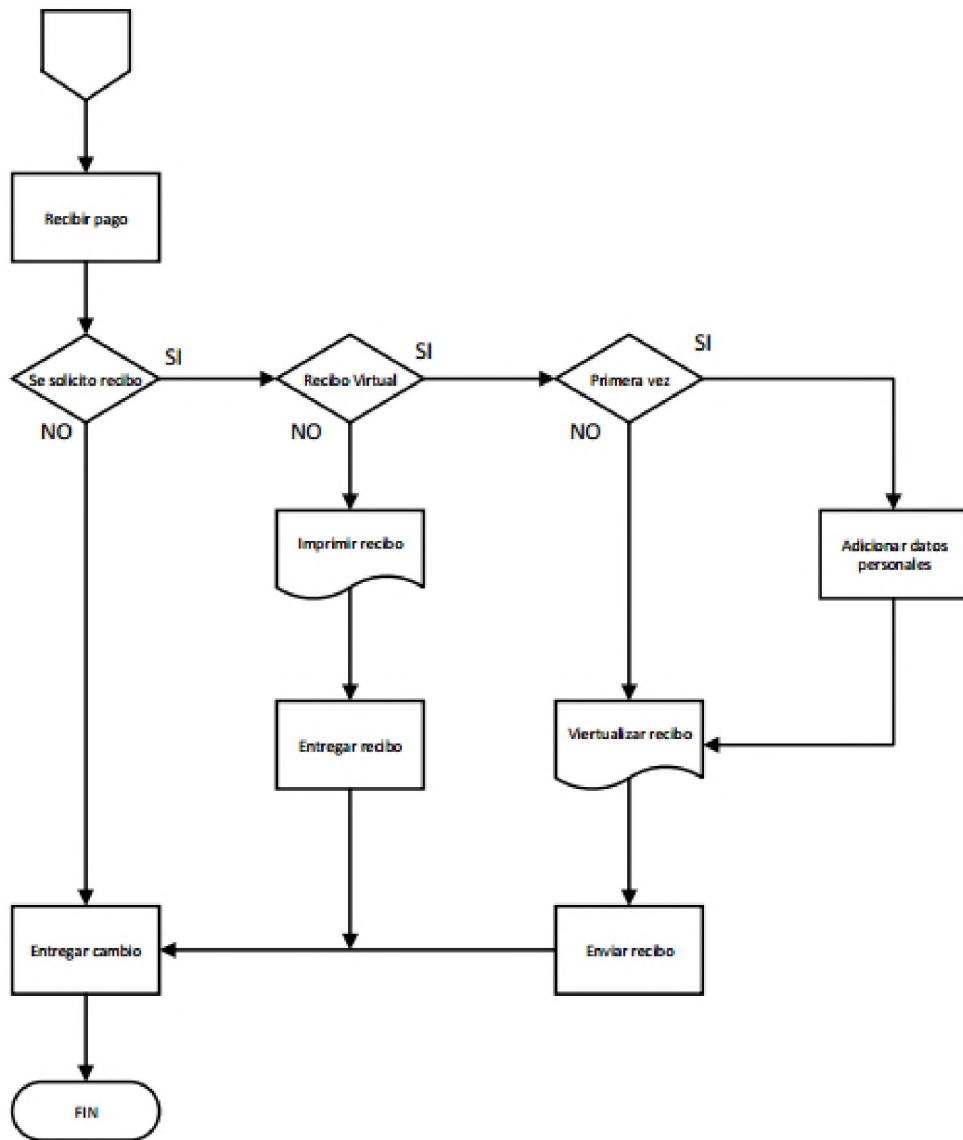 Recibir pago
Se solicito recibo
SI
Recibo Virtual
SI
Primera vez
SI
NO
NO
NO
Imprimir recibo
Adicionar datos
personales
Entregar recibo
Viertualizar recibo
Entregar cambio
Enviar recibo
FIN